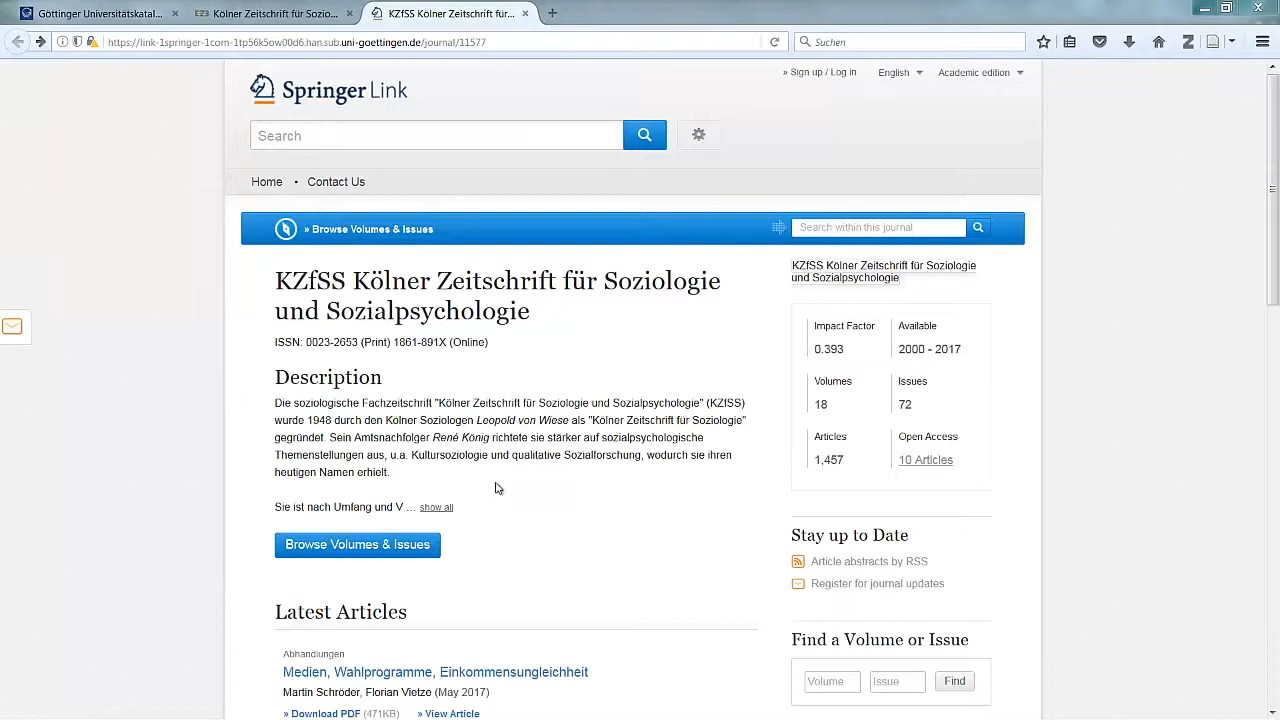 Göttinger Universitätskatal...
Kölner Zeitschrift für Sozio...
KZfSS Kölner Zeitschrift für...
https://link-1springer-1com-1tp56k5ow00d6.han.sub.uni-goettingen.de/journal/11577
Suchen
» Sign up / Log in
English
Academic edition
Springer Link
Search
Home • Contact Us
» Browse Volumes & Issues
Search within this journal
KZfSS Kölner Zeitschrift für Soziologie
und Sozialpsychologie
ISSN: 0023-2653 (Print) 1861-891X (Online)
Description
Die soziologische Fachzeitschrift "Kölner Zeitschrift für Soziologie und Sozialpsychologie" (KZfSS)
wurde 1948 durch den Kölner Soziologen Leopold von Wiese als "Kölner Zeitschrift für Soziologie"
gegründet. Sein Amtsnachfolger René König richtete sie stärker auf sozialpsychologische
Themenstellungen aus, u.a. Kultursoziologie und qualitative Sozialforschung, wodurch sie ihren
heutigen Namen erhielt.
Sie ist nach Umfang und V ... show all
Browse Volumes & Issues
Latest Articles
Abhandlungen
Medien, Wahlprogramme, Einkommensungleichheit
Martin Schröder, Florian Vietze (May 2017)
» Download PDF (471KB) » View Article
KZfSS Kölner Zeitschrift für Soziologie
und Sozialpsychologie
Impact Factor Available
0.393 2000 - 2017
Volumes Issues
18 72
Articles Open Access
1,457 10 Articles
Stay up to Date
Article abstracts by RSS
Register for journal updates
Find a Volume or Issue
Volume Issue Find